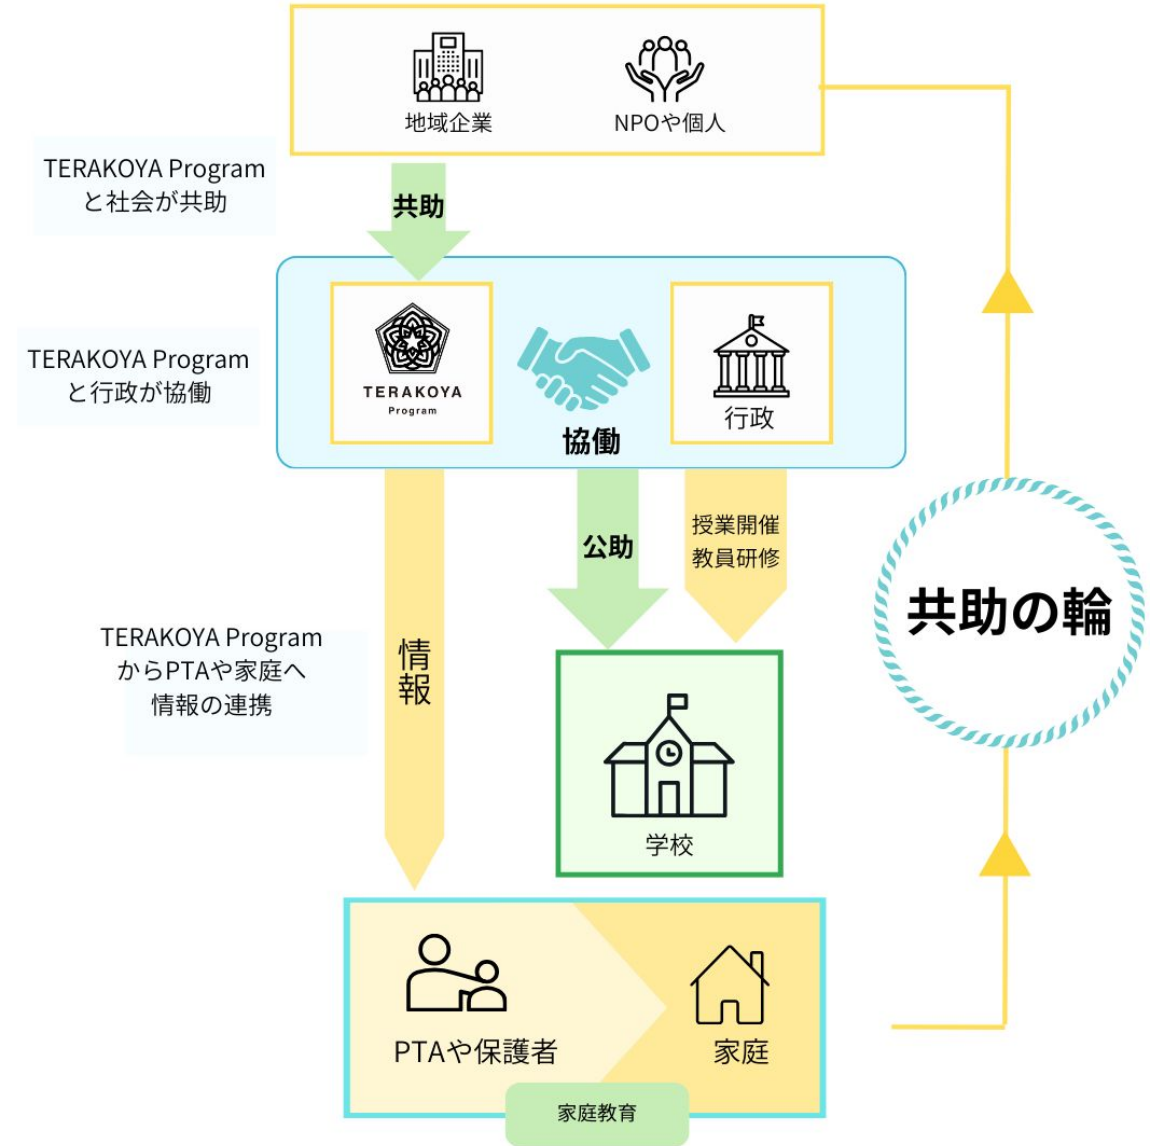 地域企業
NPOや個人
TERAKOYA Program
と社会が共助
共助
TERAKOYA Program
と行政が協働
TERAKOYA
Program
協働
行政
公助
授業開催
教員研修
共助の輪
TERAKOYA Program
からPTAや家庭へ
情報の連携
情報
学校
PTAや保護者
家庭
家庭教育